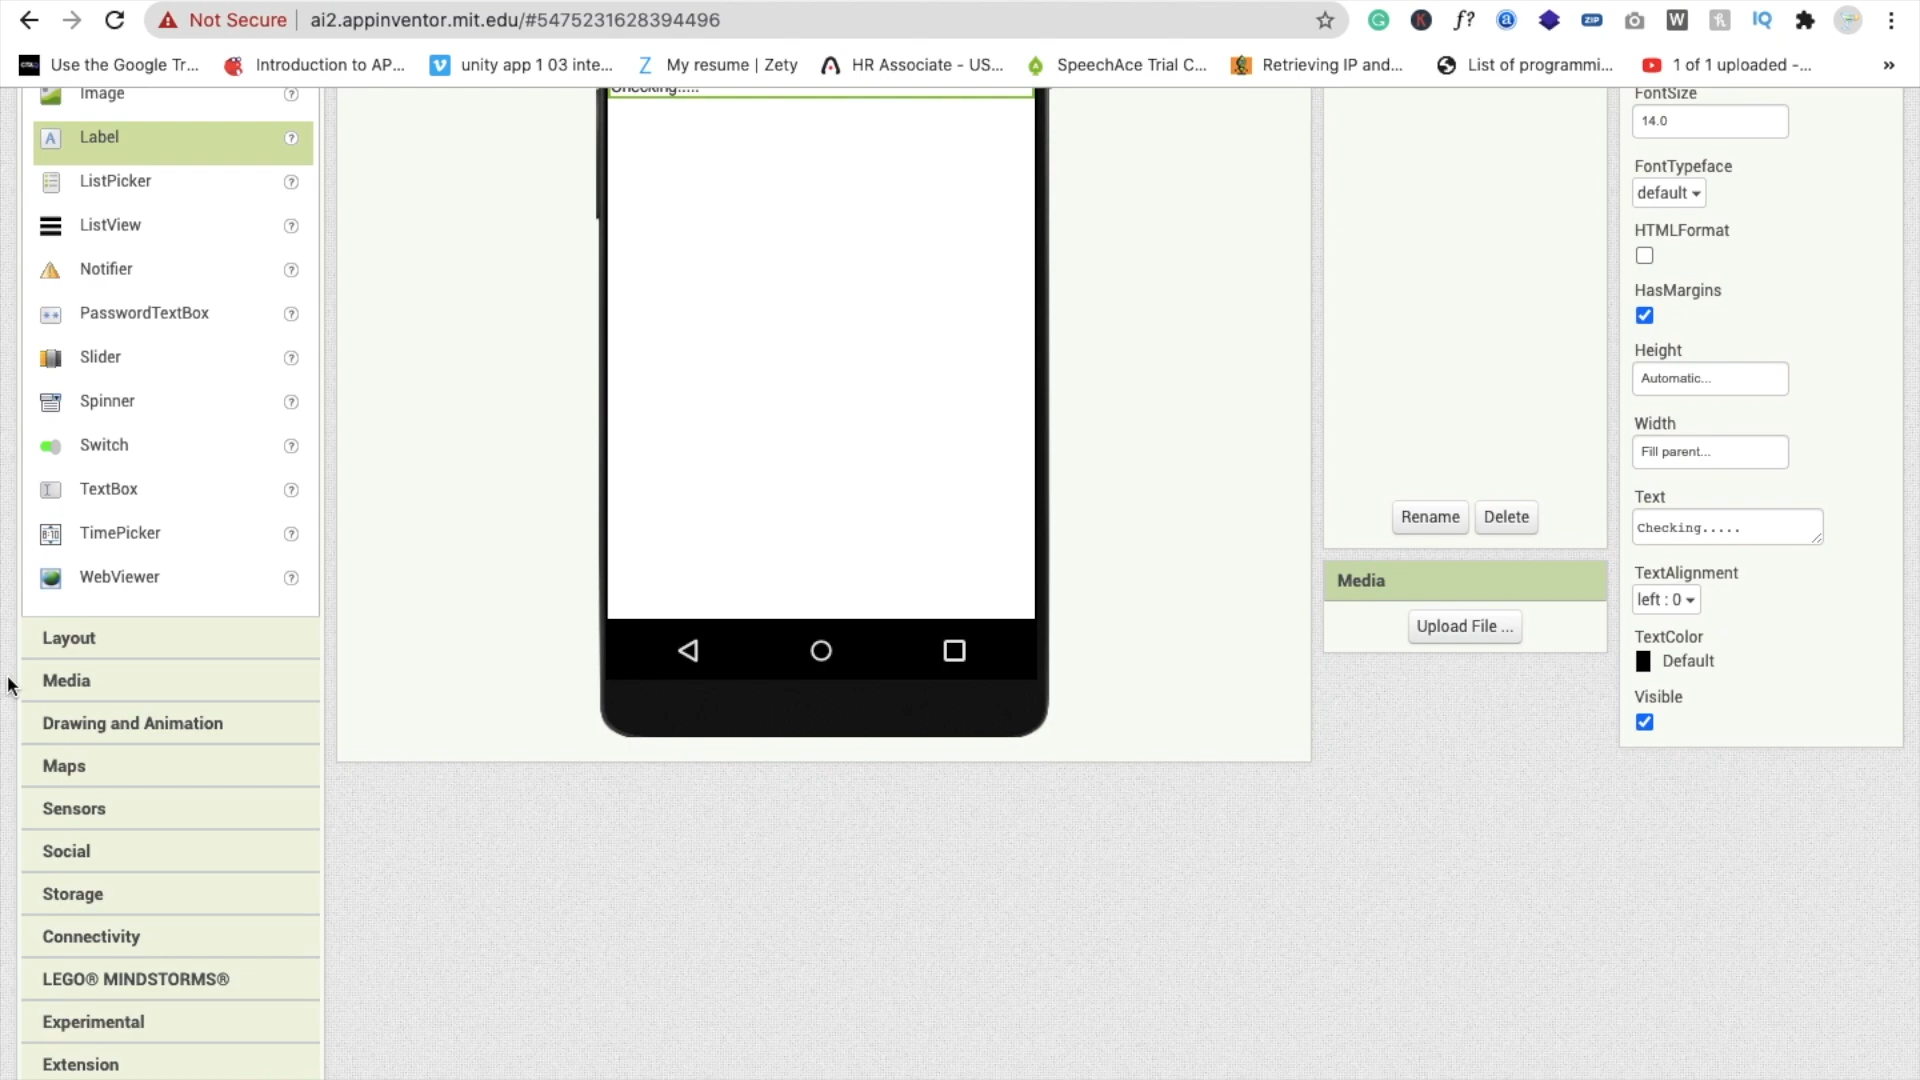 Not Secure
ai2.appinventor.mit.edu/#5475231628394496
Use the Google Tr...
Introduction to AP...
unity app 1 03 inte...
My resume | Zety
HR Associate - US...
SpeechAce Trial C...
Retrieving IP and...
List of programmi...
1 of 1 uploaded -...
Image
Label
ListPicker
ListView
Notifier
PasswordTextBox
Slider
Spinner
Switch
TextBox
TimePicker
WebViewer
Layout
Media
Drawing and Animation
Maps
Sensors
Social
Storage
Connectivity
LEGO® MINDSTORMS®
Experimental
Extension
Checking.....
Rename
Delete
Media
Upload File ...
FontSize
14.0
FontTypeface
default
HTMLFormat
HasMargins
Height
Automatic...
Width
Fill parent...
Text
Checking.....
TextAlignment
left : 0
TextColor
Default
Visible